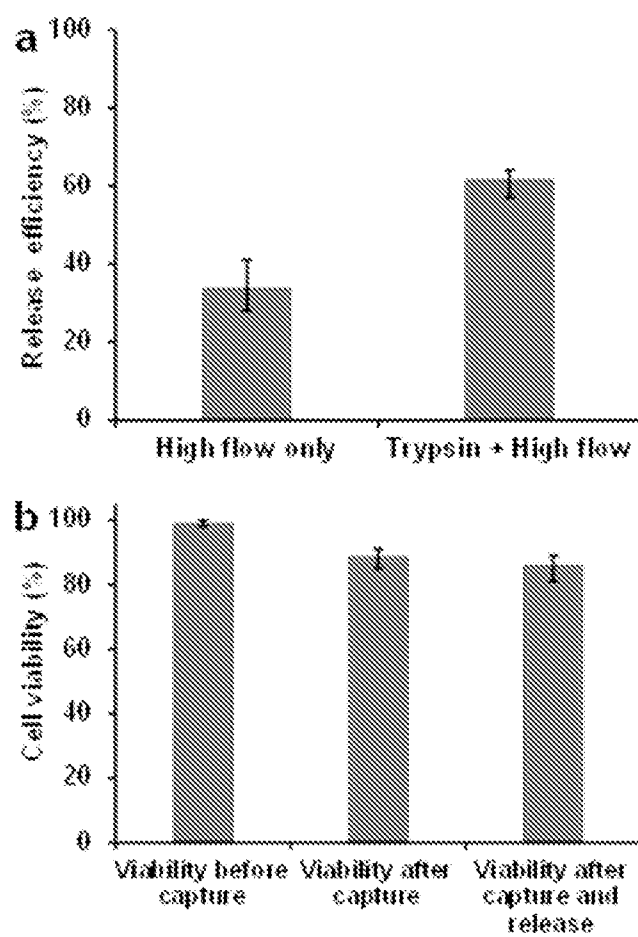 a
Release efficiency (%)
100
80
60
40
20
0
High flow only
Trypsin + High flow
b
Cell viability (%)
100
80
60
40
20
0
Viability before
capture
Viability after
capture
Viability after
capture and
release